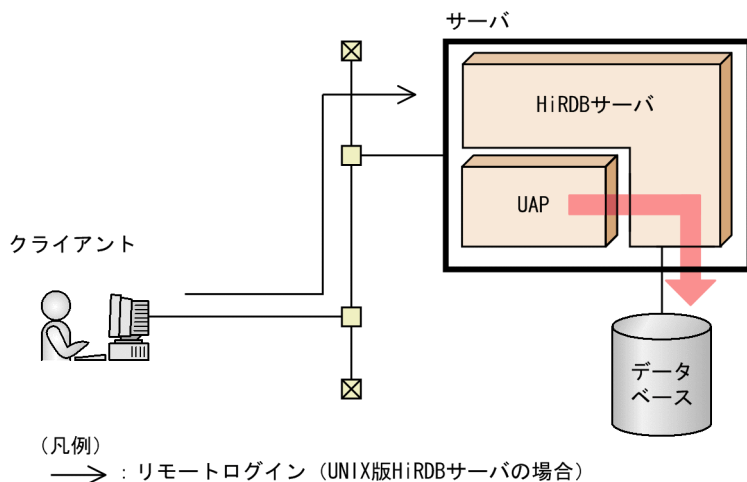 サーバ
HiRDBサーバ
UAP
クライアント
データ
ベース
(凡例)
: リモートログイン (UNIX版HiRDBサーバの場合)